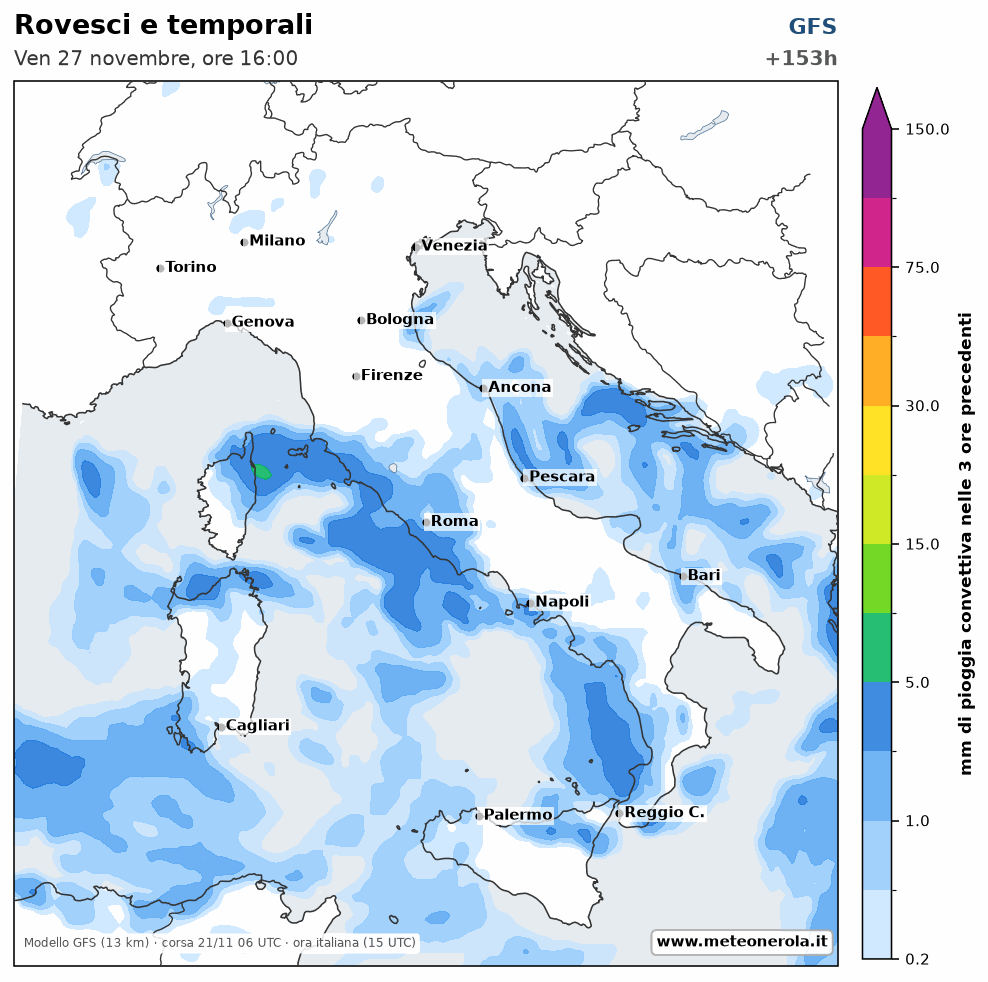 Rovesci e temporali
GFS
Ven 27 novembre, ore 16:00
+153h
150.0
75.0
30.0
15.0
5.0
1.0
0.2
mm di pioggia convettiva nelle 3 ore precedenti
Milano
Venezia
Torino
Genova
Bologna
Firenze
Ancona
Pescara
Roma
Bari
Napoli
Cagliari
Palermo
Reggio C.
Modello GFS (13 km) · corsa 21/11 06 UTC · ora italiana (15 UTC)
www.meteonerola.it